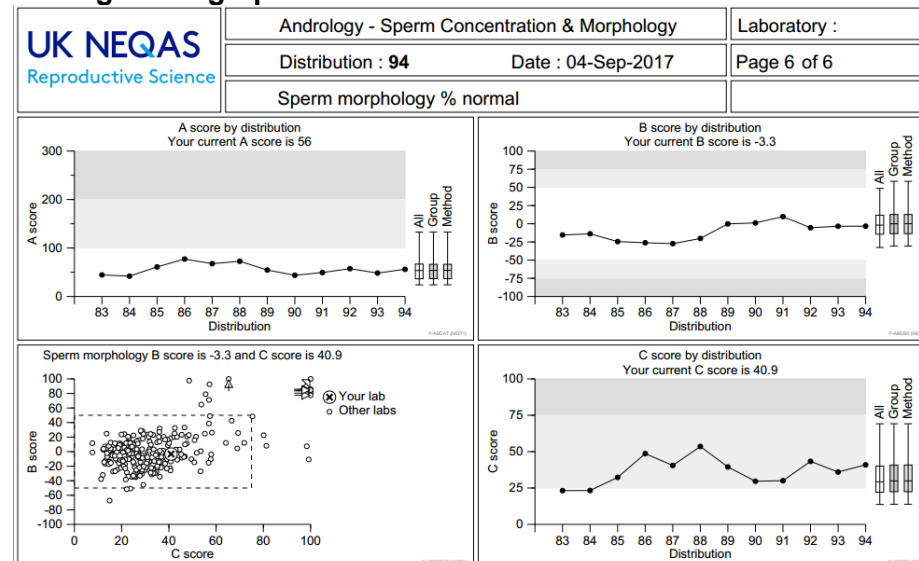 UK NEQAS
Reproductive Science
Andrology - Sperm Concentration & Morphology
Laboratory :
Distribution : 94
Date : 04-Sep-2017
Page 6 of 6
Sperm morphology % normal
A score by distribution
Your current A score is 56
300
200
100
0
A score
83 84 85 86 87 88 89 90 91 92 93 94
Distribution
All
Group
Method
B score by distribution
Your current B score is -3.3
100
75
50
25
0
-25
-50
-75
-100
B score
83 84 85 86 87 88 89 90 91 92 93 94
Distribution
All
Group
Method
Sperm morphology B score is -3.3 and C score is 40.9
100
80
60
40
20
0
-20
-40
-60
-80
-100
B score
0 20 40 60 80 100
C score
Your lab
Other labs
C score by distribution
Your current C score is 40.9
100
75
50
25
0
C score
83 84 85 86 87 88 89 90 91 92 93 94
Distribution
All
Group
Method